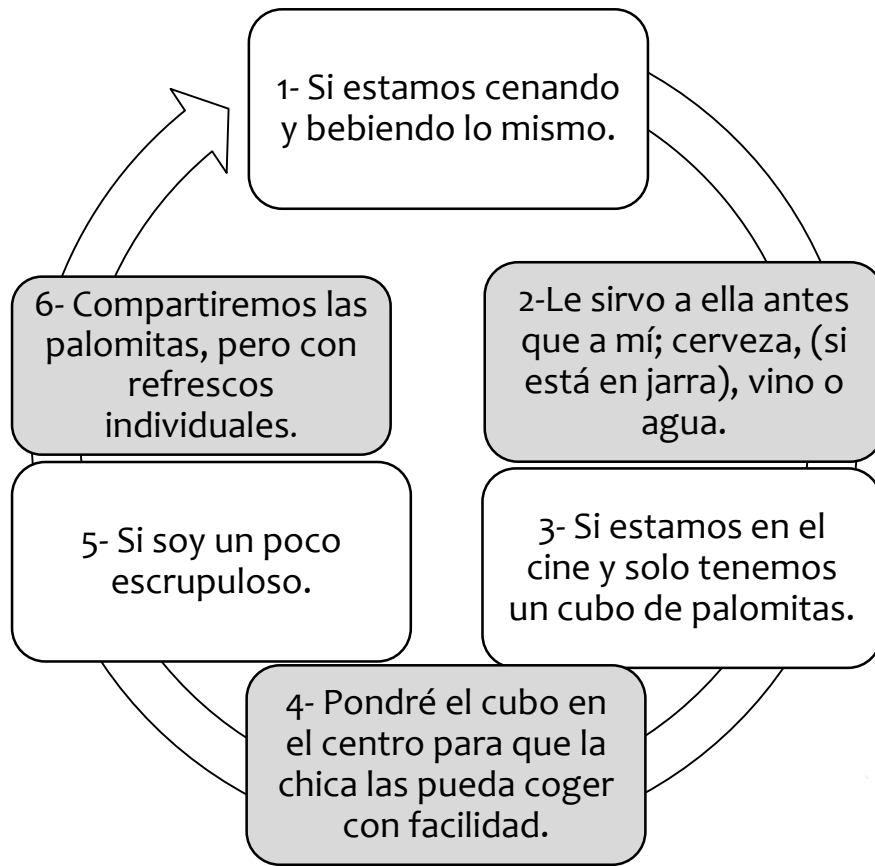 1- Si estamos cenando
y bebiendo lo mismo.
2-Le sirvo a ella antes
que a mí; cerveza, (si
está en jarra), vino o
agua.
3- Si estamos en el
cine y solo tenemos
un cubo de palomitas.
4- Pondré el cubo en
el centro para que la
chica las pueda coger
con facilidad.
5- Si soy un poco
escrupuloso.
6- Compartiremos las
palomitas, pero con
refrescos
individuales.